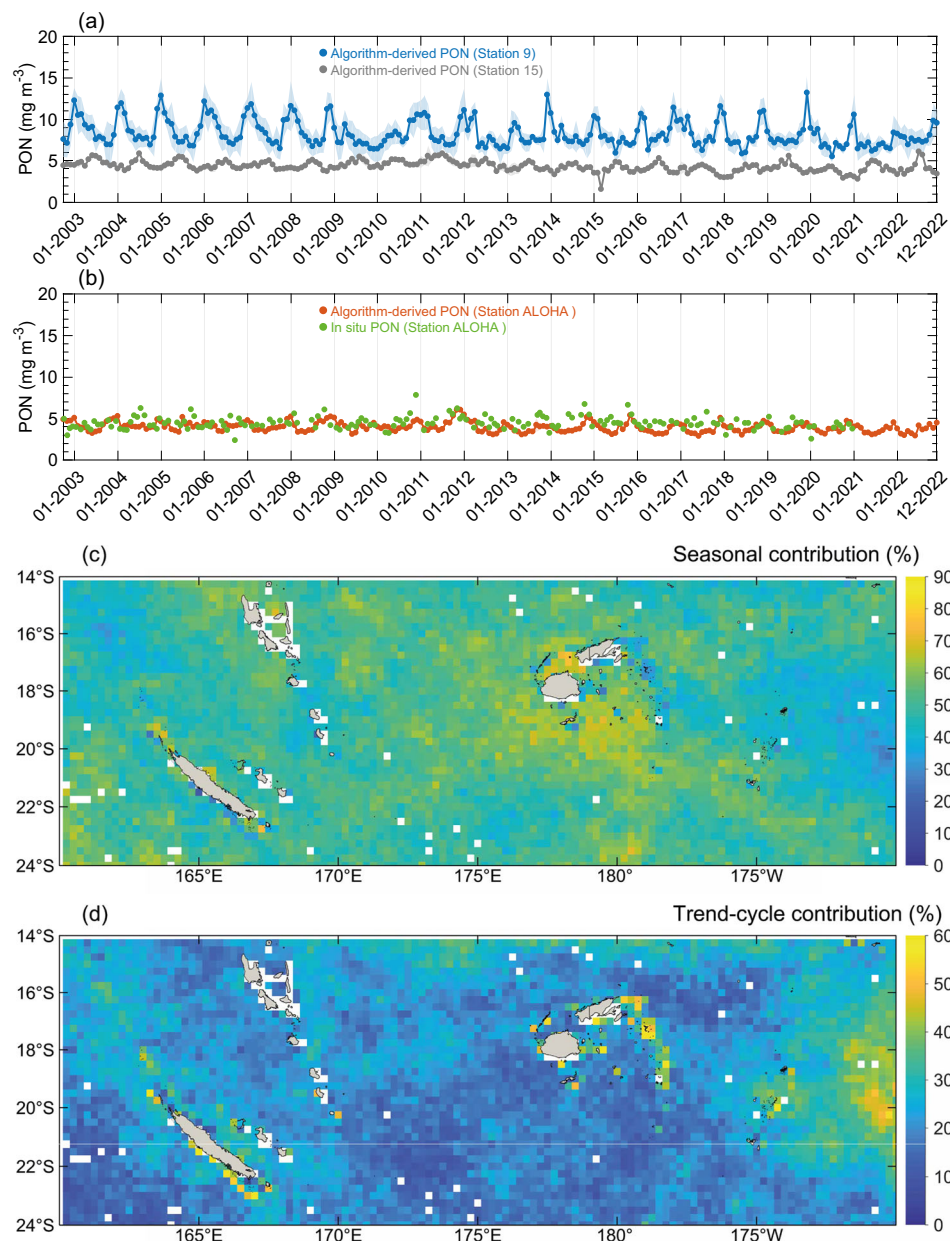 (a)
20
15
10
5
0
PON (mg m-3)
Algorithm-derived PON (Station 9)
Algorithm-derived PON (Station 15)
01-2003 01-2004 01-2005 01-2006 01-2007 01-2008 01-2009 01-2010 01-2011 01-2012 01-2013 01-2014 01-2015 01-2016 01-2017 01-2018 01-2019 01-2020 01-2021 01-2022 12-2022
(b)
20
15
10
5
0
PON (mg m-3)
Algorithm-derived PON (Station ALOHA )
In situ PON (Station ALOHA )
01-2003 01-2004 01-2005 01-2006 01-2007 01-2008 01-2009 01-2010 01-2011 01-2012 01-2013 01-2014 01-2015 01-2016 01-2017 01-2018 01-2019 01-2020 01-2021 01-2022 12-2022
(c)
Seasonal contribution (%)
14°S
16°S
18°S
20°S
22°S
24°S
165°E 170°E 175°E 180° 175°W
90
80
70
60
50
40
30
20
10
0
(d)
Trend-cycle contribution (%)
14°S
16°S
18°S
20°S
22°S
24°S
165°E 170°E 175°E 180° 175°W
60
50
40
30
20
10
0